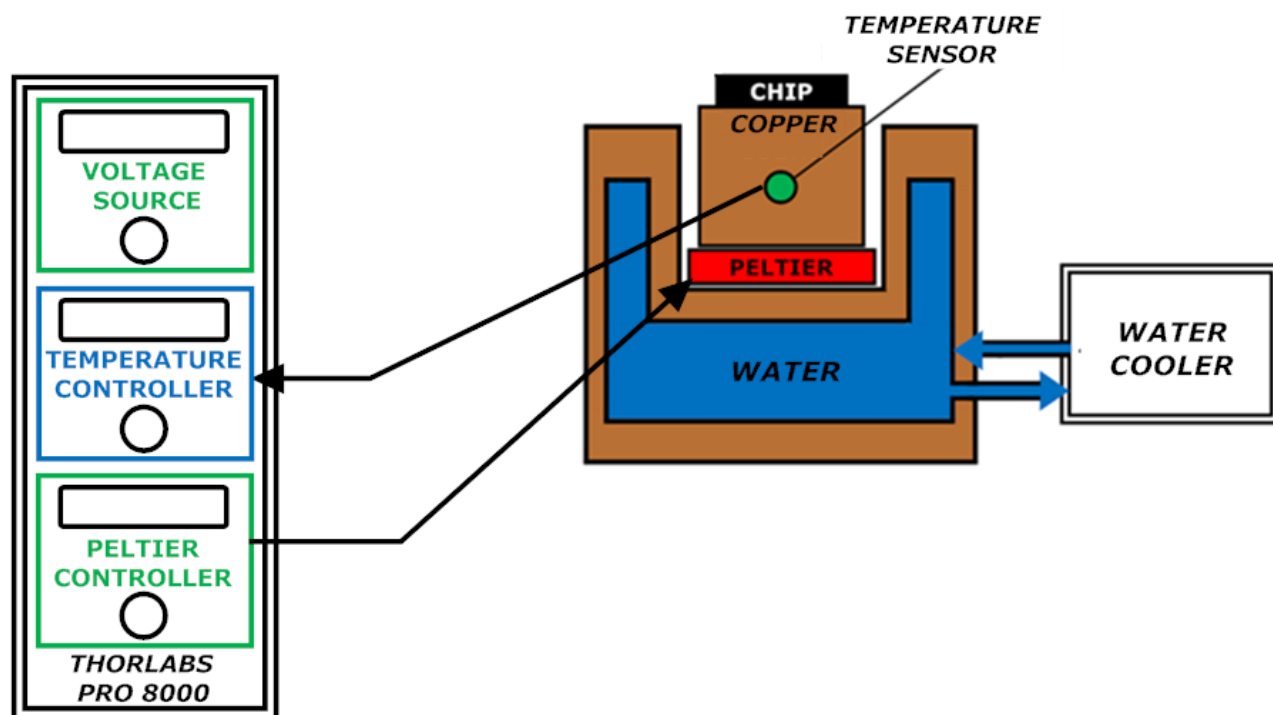 TEMPERATURE
SENSOR
CHIP
COPPER
VOLTAGE
SOURCE
PELTIER
TEMPERATURE
CONTROLLER
WATER
WATER
COOLER
PELTIER
CONTROLLER
THORLABS
PRO 8000